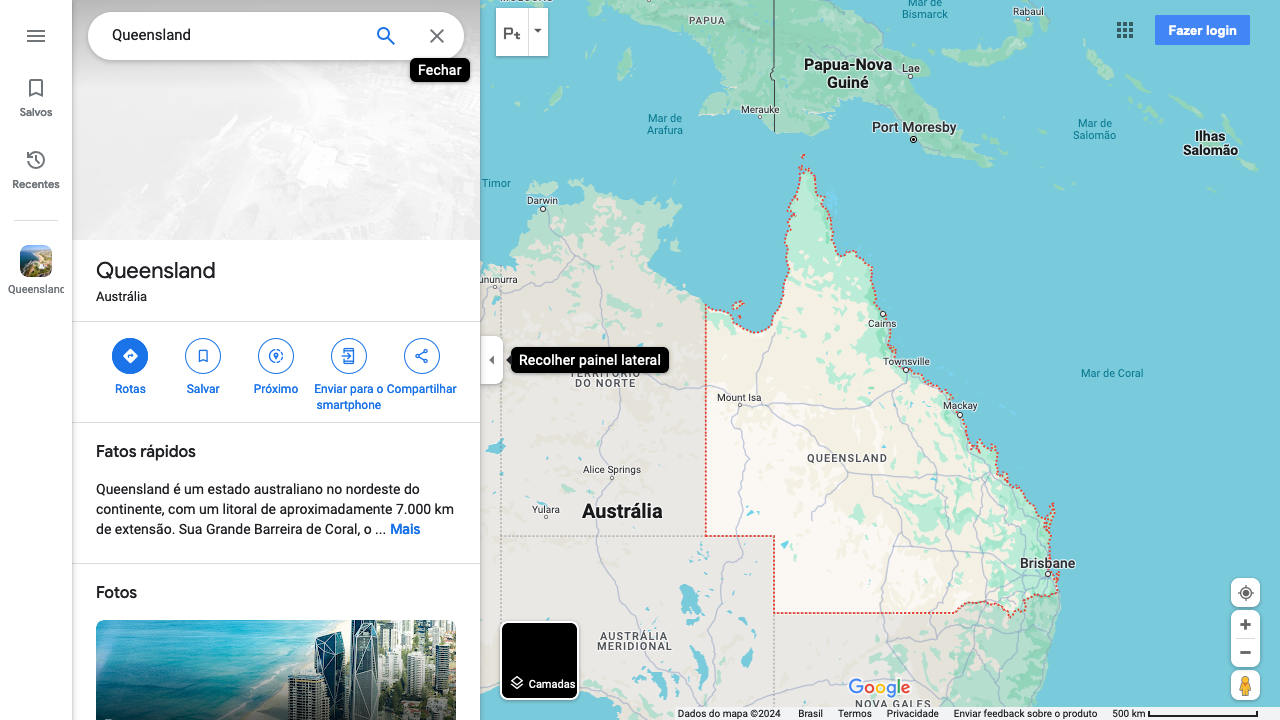 Queensland
Fechar
Salvos
Recentes
Queensland
Queensland
Austrália
Rotas
Salvar
Próximo
Enviar para o
smartphone
Compartilhar
Fatos rápidos
Queensland é um estado australiano no nordeste do
continente, com um litoral de aproximadamente 7.000 km
de extensão. Sua Grande Barreira de Coral, o ... Mais
Fotos
Fazer login
PAPUA
Mar de
Bismarck
Rabaul
Papua-Nova
Guiné
Lae
Merauke
Mar de
Arafura
Port Moresby
Mar de
Salomão
Ilhas
Salomão
Timor
Darwin
ununurra
Cairns
Recolher painel lateral
TERRITÓRIO
DO NORTE
Townsville
Mar de Coral
Mount Isa
Mackay
QUEENSLAND
Alice Springs
Yulara
Austrália
Brisbane
AUSTRÁLIA
MERIDIONAL
Camadas
Google
NOVA GALES
Dados do mapa ©2024
Brasil
Termos
Privacidade
Enviar feedback sobre o produto
500 km